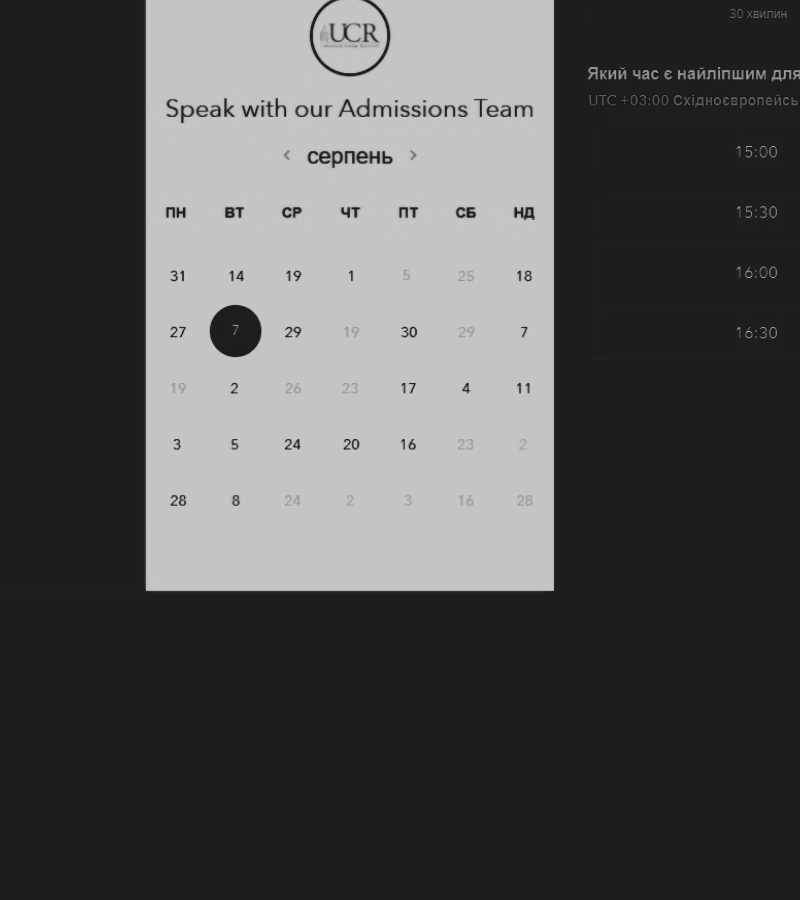 UCR
Speak with our Admissions Team
< серпень >
ПН ВТ СР ЧТ ПТ СБ НД
31 14 19 1 5 25 18
27 7 29 19 30 29 7
19 2 26 23 17 4 11
3 5 24 20 16 23 2
28 8 24 2 3 16 28
30 хвилин
Який час є найліпшим для
UTC +03:00 Східноєвропейсь
15:00
15:30
16:00
16:30